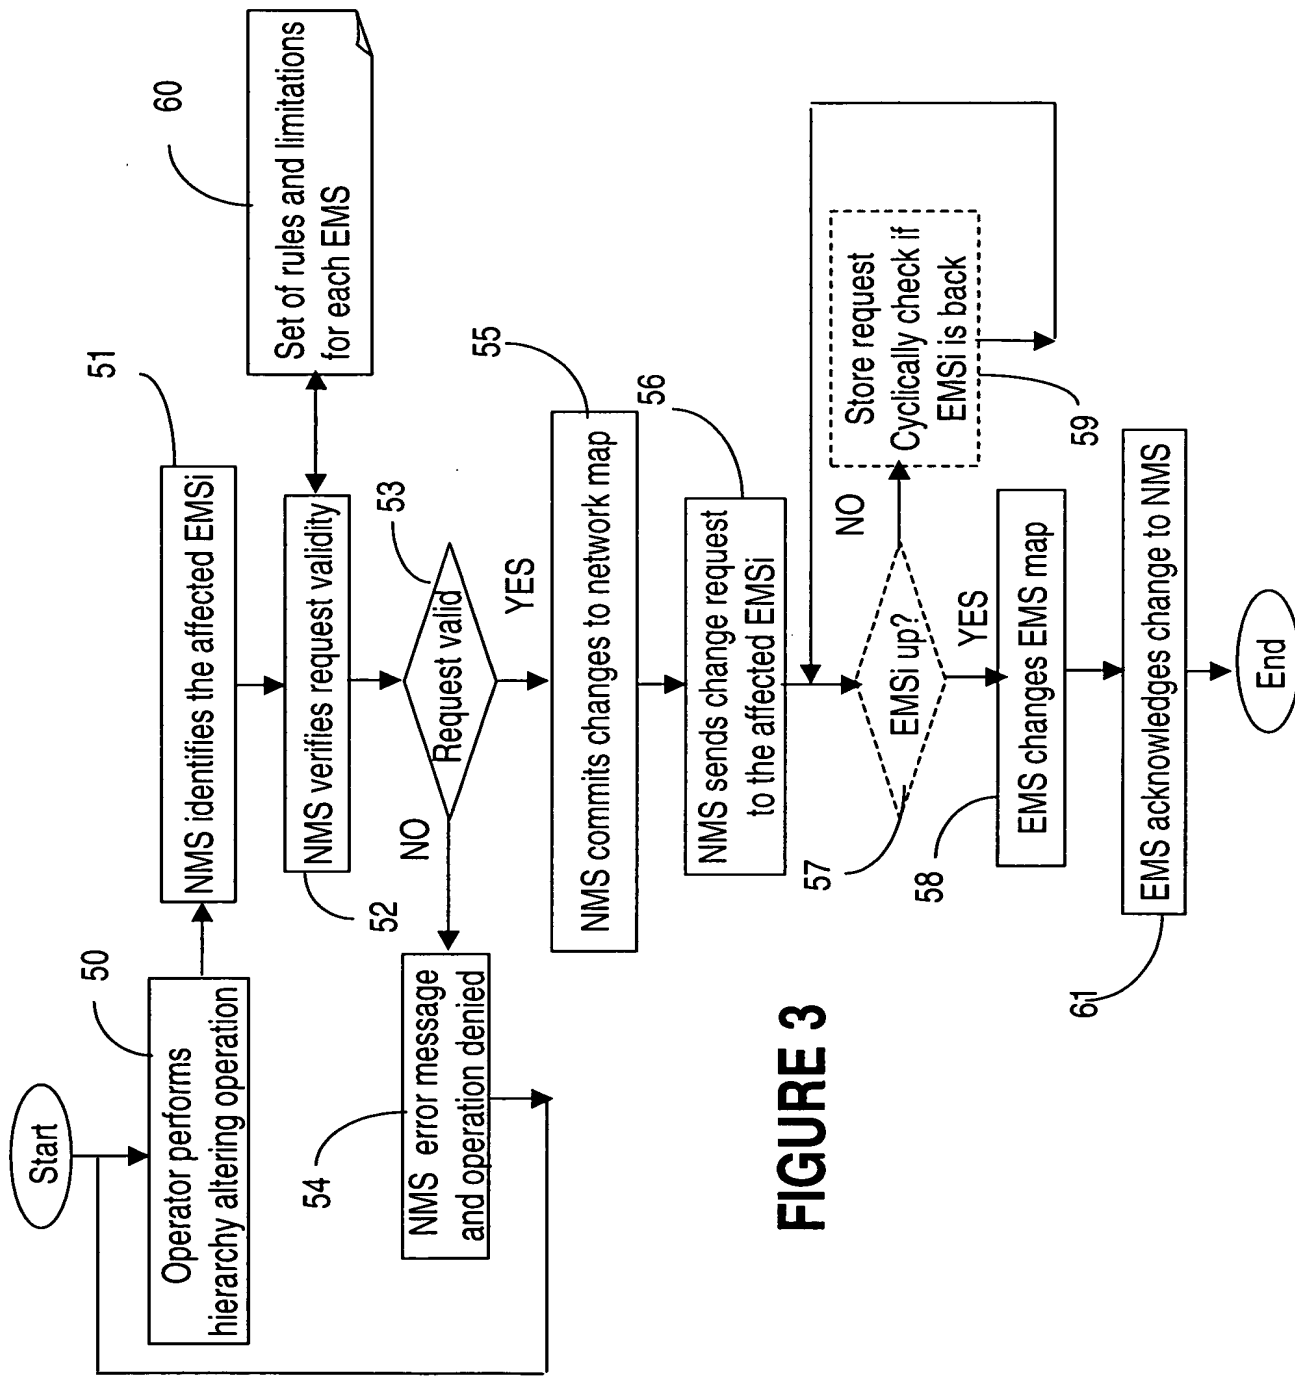 Start
50
Operator performs
hierarchy altering operation
51
NMS identifies the affected EMSi
52
NMS verifies request validity
60
Set of rules and limitations
for each EMS
53
Request valid
NO
YES
54
NMS error message
and operation denied
55
NMS commits changes to network map
56
NMS sends change request
to the affected EMSi
57
EMSi up?
NO
YES
Store request
Cyclically check if
EMSi is back
59
58
EMS changes EMS map
61
EMS acknowledges change to NMS
End
FIGURE 3